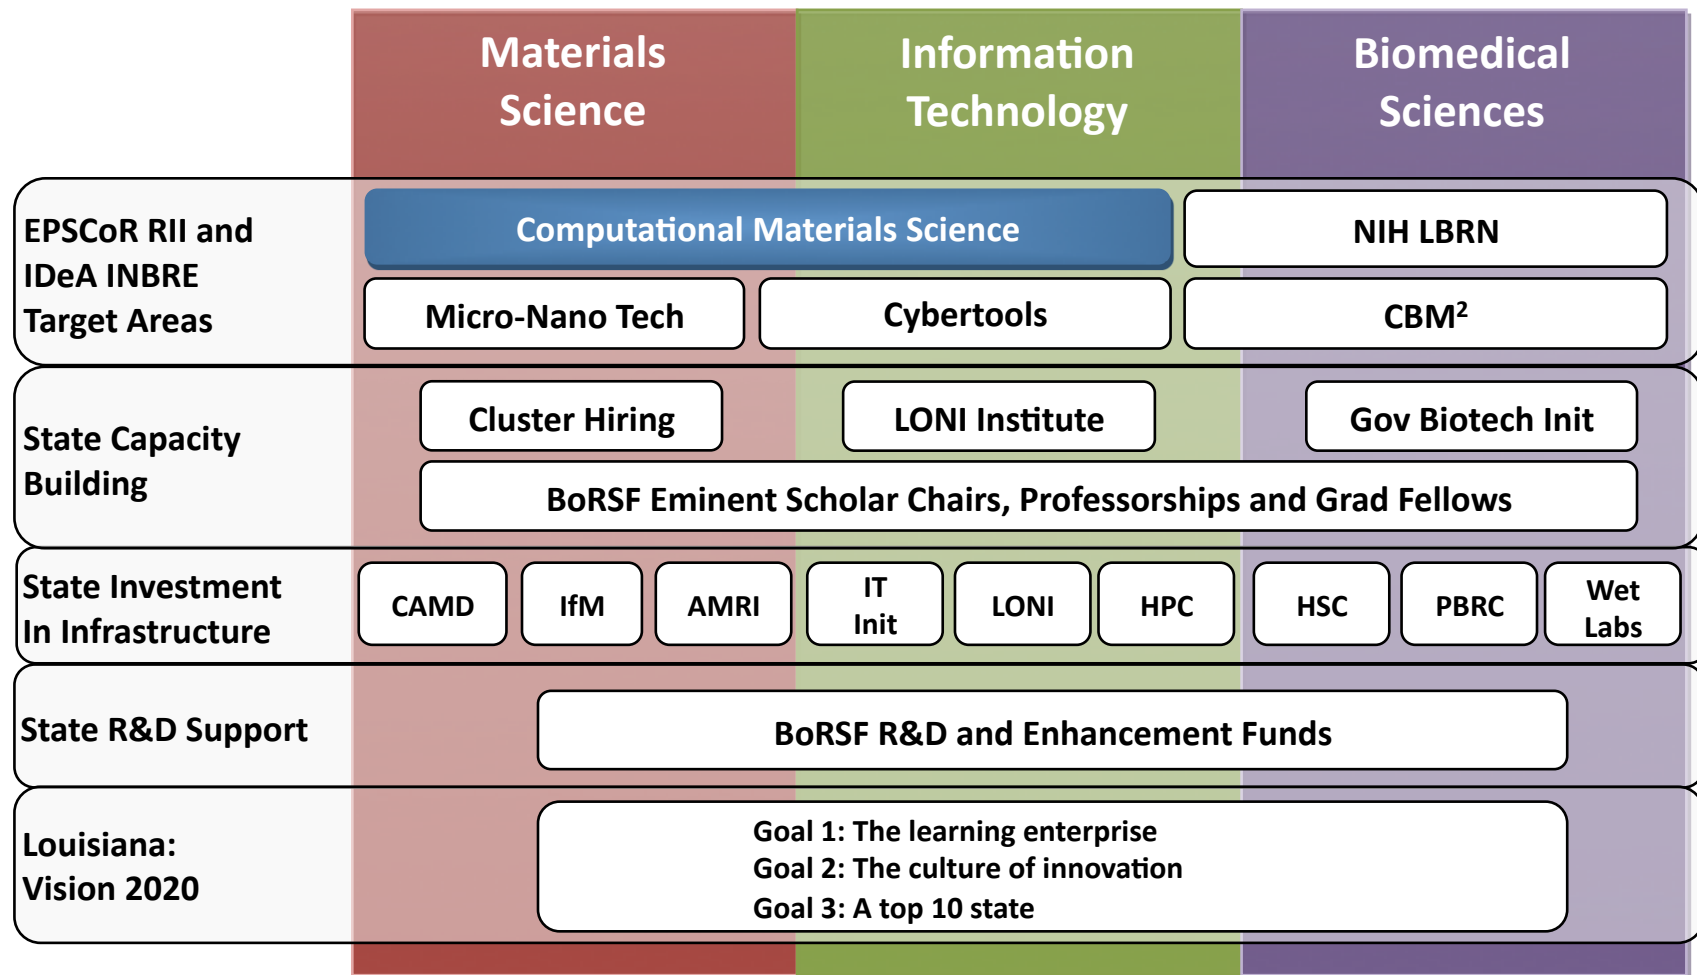 Materials
Science
Information
Technology
Biomedical
Sciences
EPSCoR RII and
IDeA INBRE
Target Areas
Computational Materials Science
NIH LBRN
Micro-Nano Tech
Cybertools
CBM²
State Capacity
Building
Cluster Hiring
LONI Institute
Gov Biotech Init
BoRSF Eminent Scholar Chairs, Professorships and Grad Fellows
State Investment
In Infrastructure
CAMD
IfM
AMRI
IT
Init
LONI
HPC
HSC
PBRC
Wet
Labs
State R&D Support
BoRSF R&D and Enhancement Funds
Louisiana:
Vision 2020
Goal 1: The learning enterprise
Goal 2: The culture of innovation
Goal 3: A top 10 state